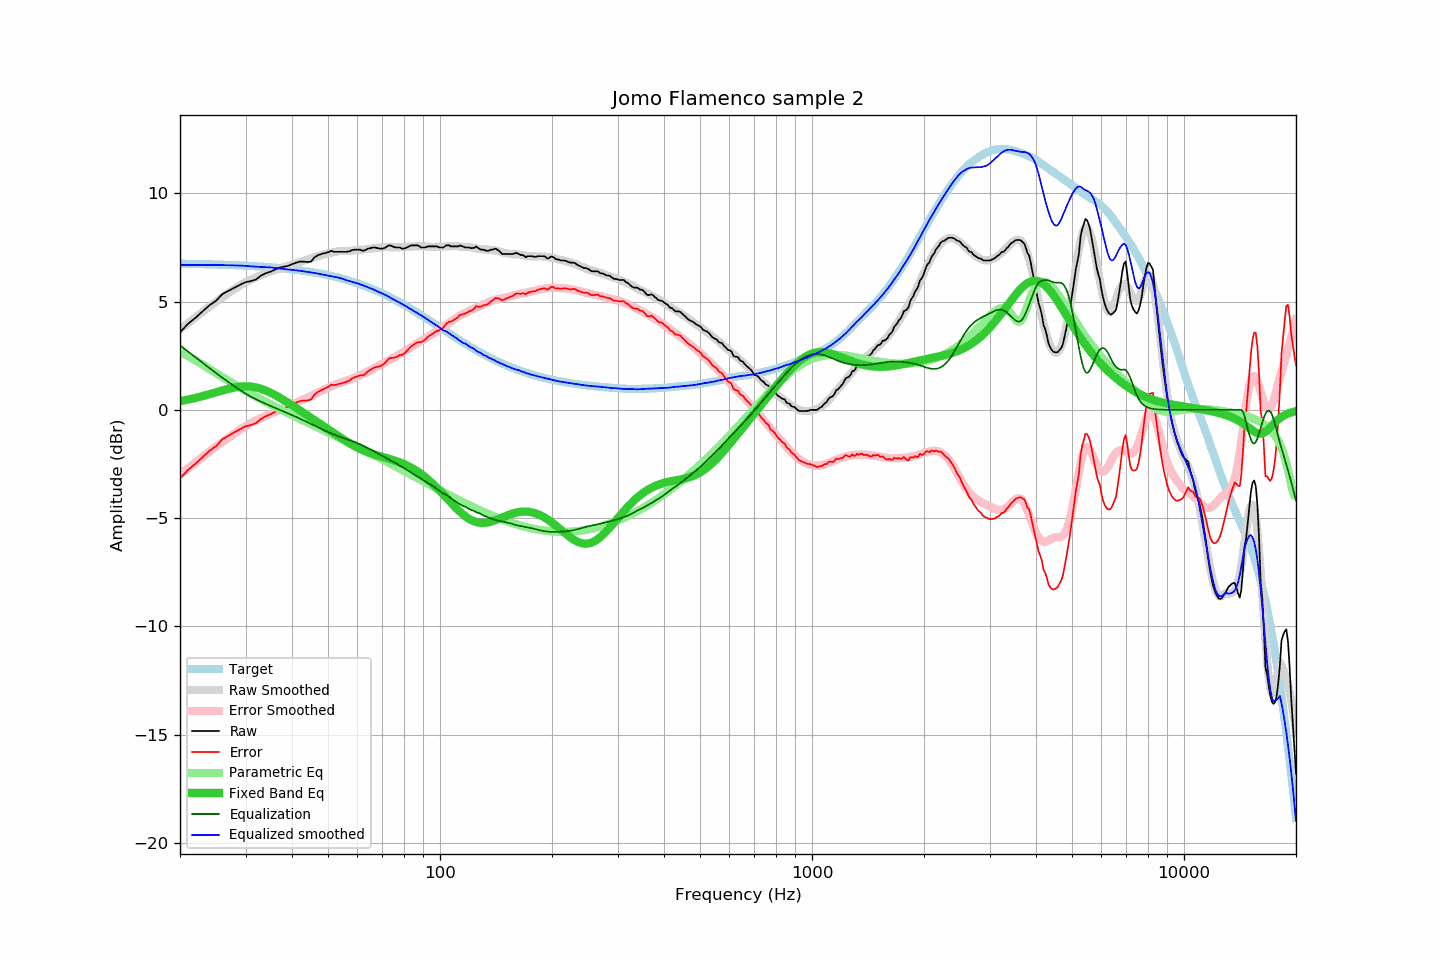 Jomo Flamenco sample 2
Amplitude (dBr)
10
5
0
−5
−10
−15
−20
Target
Raw Smoothed
Error Smoothed
Raw
Error
Parametric Eq
Fixed Band Eq
Equalization
Equalized smoothed
100
1000
10000
Frequency (Hz)